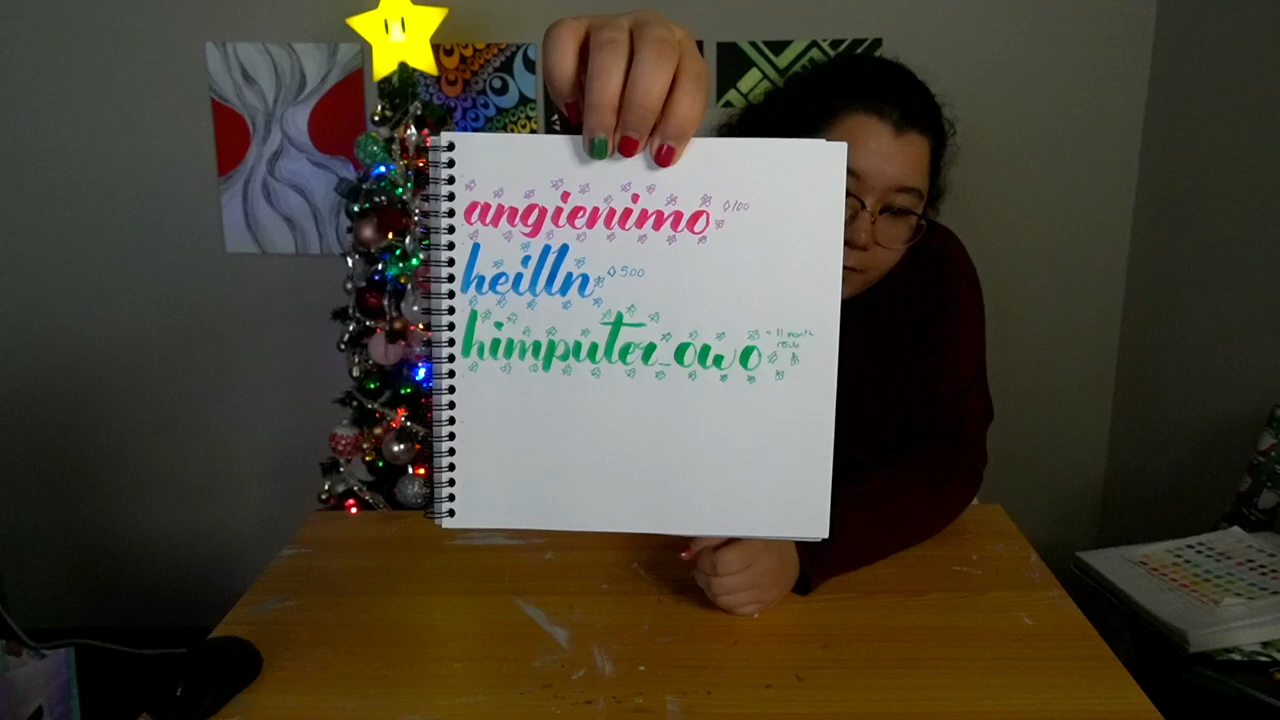 angienimo ◊100
heilln ◊500
himputer_owo • 11 month
resub